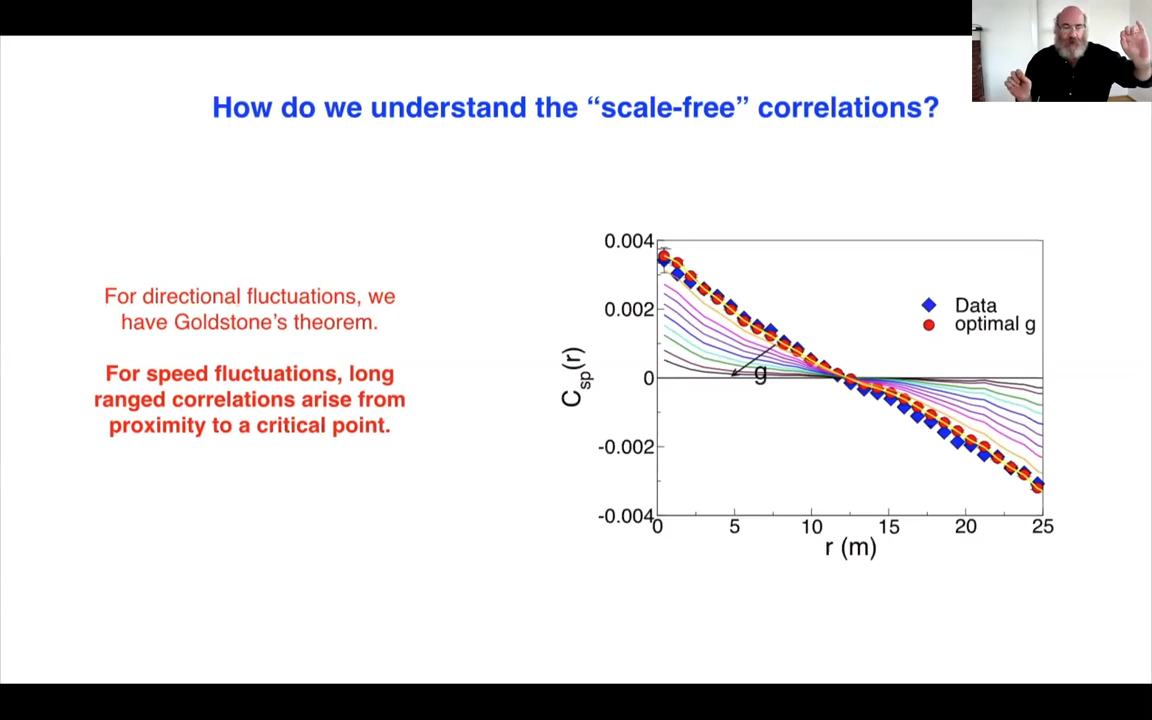 How do we understand the “scale-free” correlations?
For directional fluctuations, we
have Goldstone’s theorem.
For speed fluctuations, long
ranged correlations arise from
proximity to a critical point.
0.004
0.002
0
-0.002
-0.004
C_sp(r)
Data
optimal g
g
0 5 10 15 20 25
r (m)